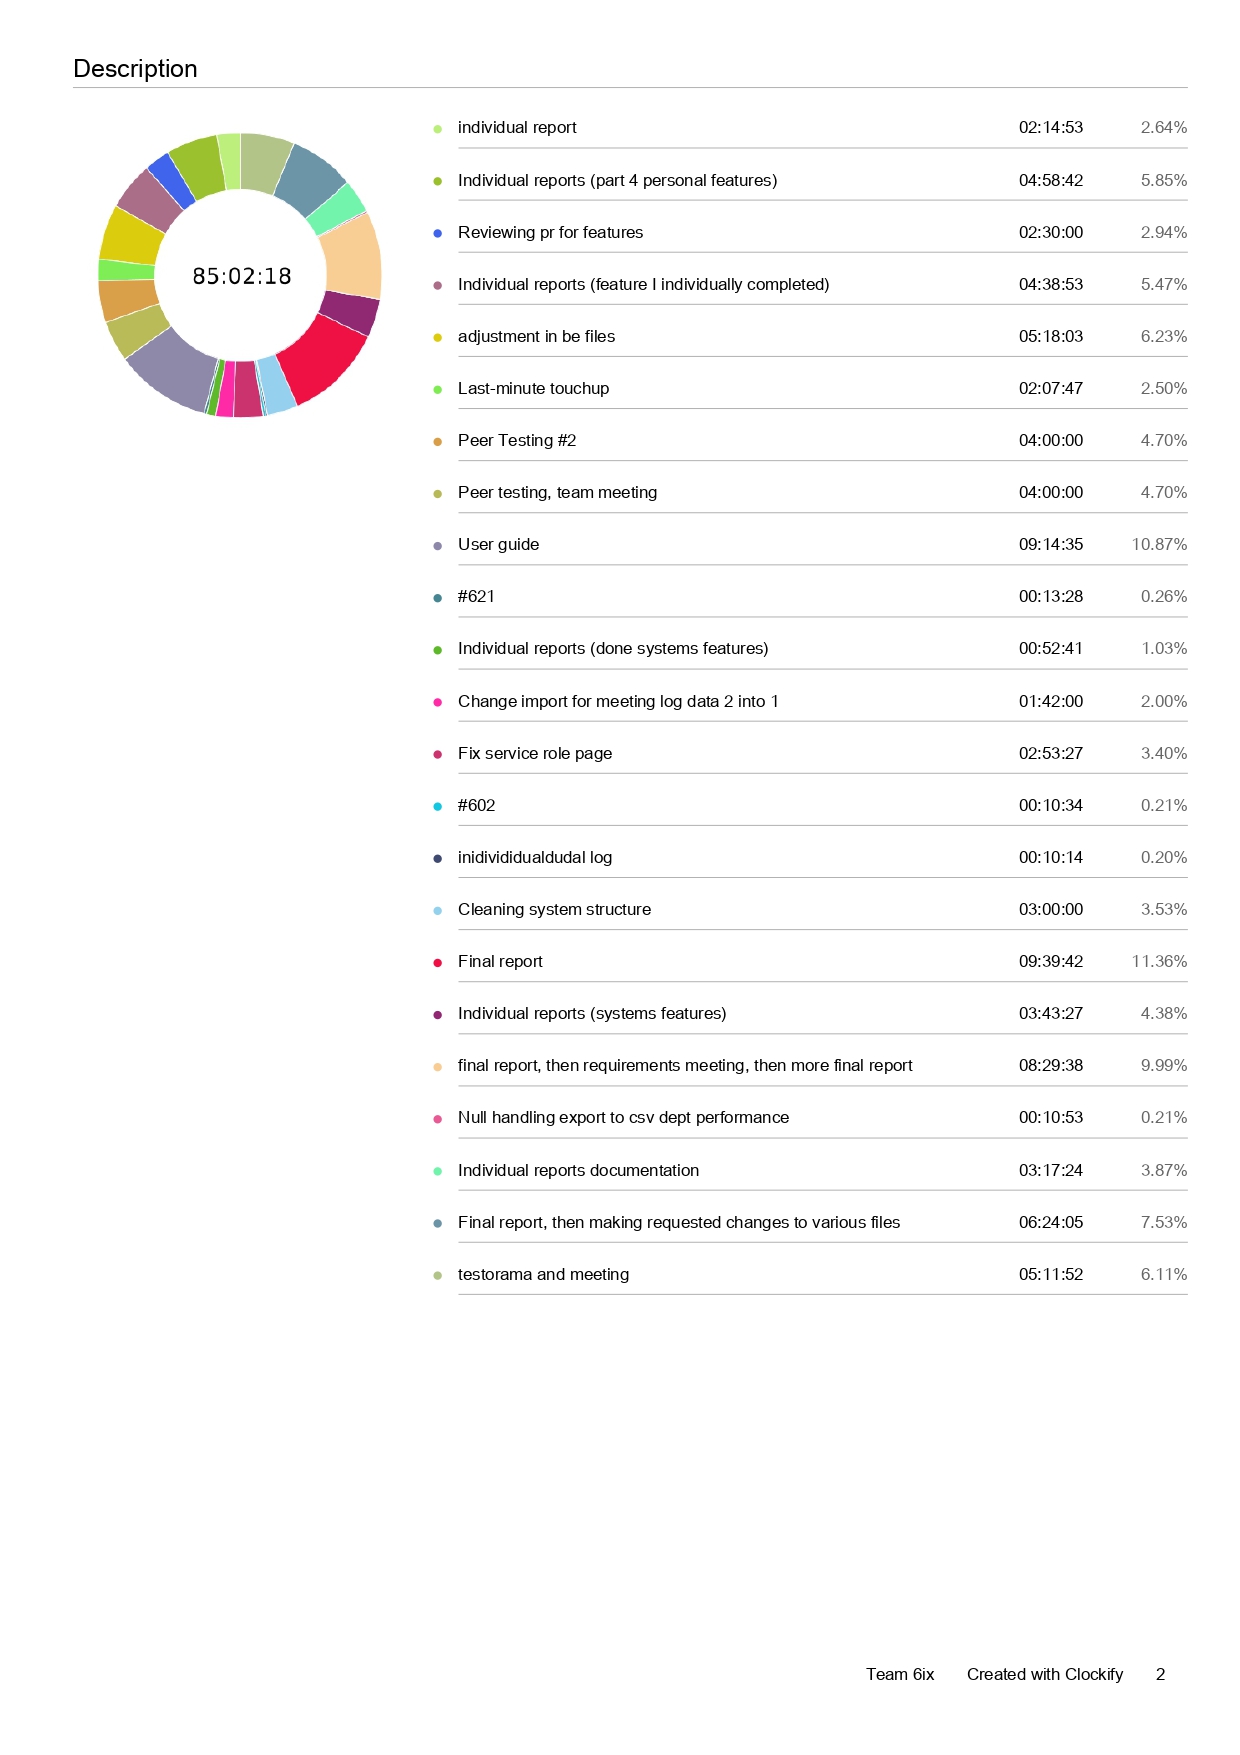 Description
85:02:18
individual report 02:14:53 2.64%
Individual reports (part 4 personal features) 04:58:42 5.85%
Reviewing pr for features 02:30:00 2.94%
Individual reports (feature I individually completed) 04:38:53 5.47%
adjustment in be files 05:18:03 6.23%
Last-minute touchup 02:07:47 2.50%
Peer Testing #2 04:00:00 4.70%
Peer testing, team meeting 04:00:00 4.70%
User guide 09:14:35 10.87%
#621 00:13:28 0.26%
Individual reports (done systems features) 00:52:41 1.03%
Change import for meeting log data 2 into 1 01:42:00 2.00%
Fix service role page 02:53:27 3.40%
#602 00:10:34 0.21%
inidivididualdudal log 00:10:14 0.20%
Cleaning system structure 03:00:00 3.53%
Final report 09:39:42 11.36%
Individual reports (systems features) 03:43:27 4.38%
final report, then requirements meeting, then more final report 08:29:38 9.99%
Null handling export to csv dept performance 00:10:53 0.21%
Individual reports documentation 03:17:24 3.87%
Final report, then making requested changes to various files 06:24:05 7.53%
testorama and meeting 05:11:52 6.11%
Team 6ix Created with Clockify 2